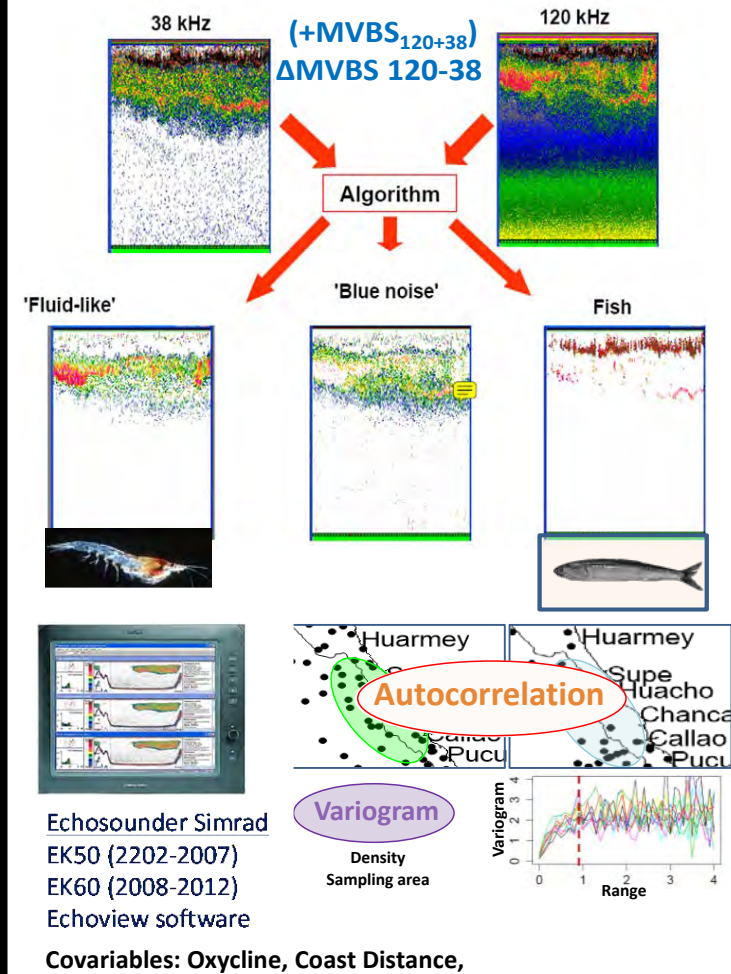 38 kHz
(+MVBS120+38)
ΔMVBS 120-38
120 kHz
Algorithm
'Fluid-like'
'Blue noise'
Fish
Huarmey
Pucu
Huarmey
Supe
Huacho
Chanca
Callao
Pucu
Autocorrelation
Echosounder Simrad
EK50 (2202-2007)
EK60 (2008-2012)
Echoview software
Variogram
Density
Sampling area
Variogram
0 1 2 3 4
0 1 2 3 4
Range
Covariables: Oxycline, Coast Distance,